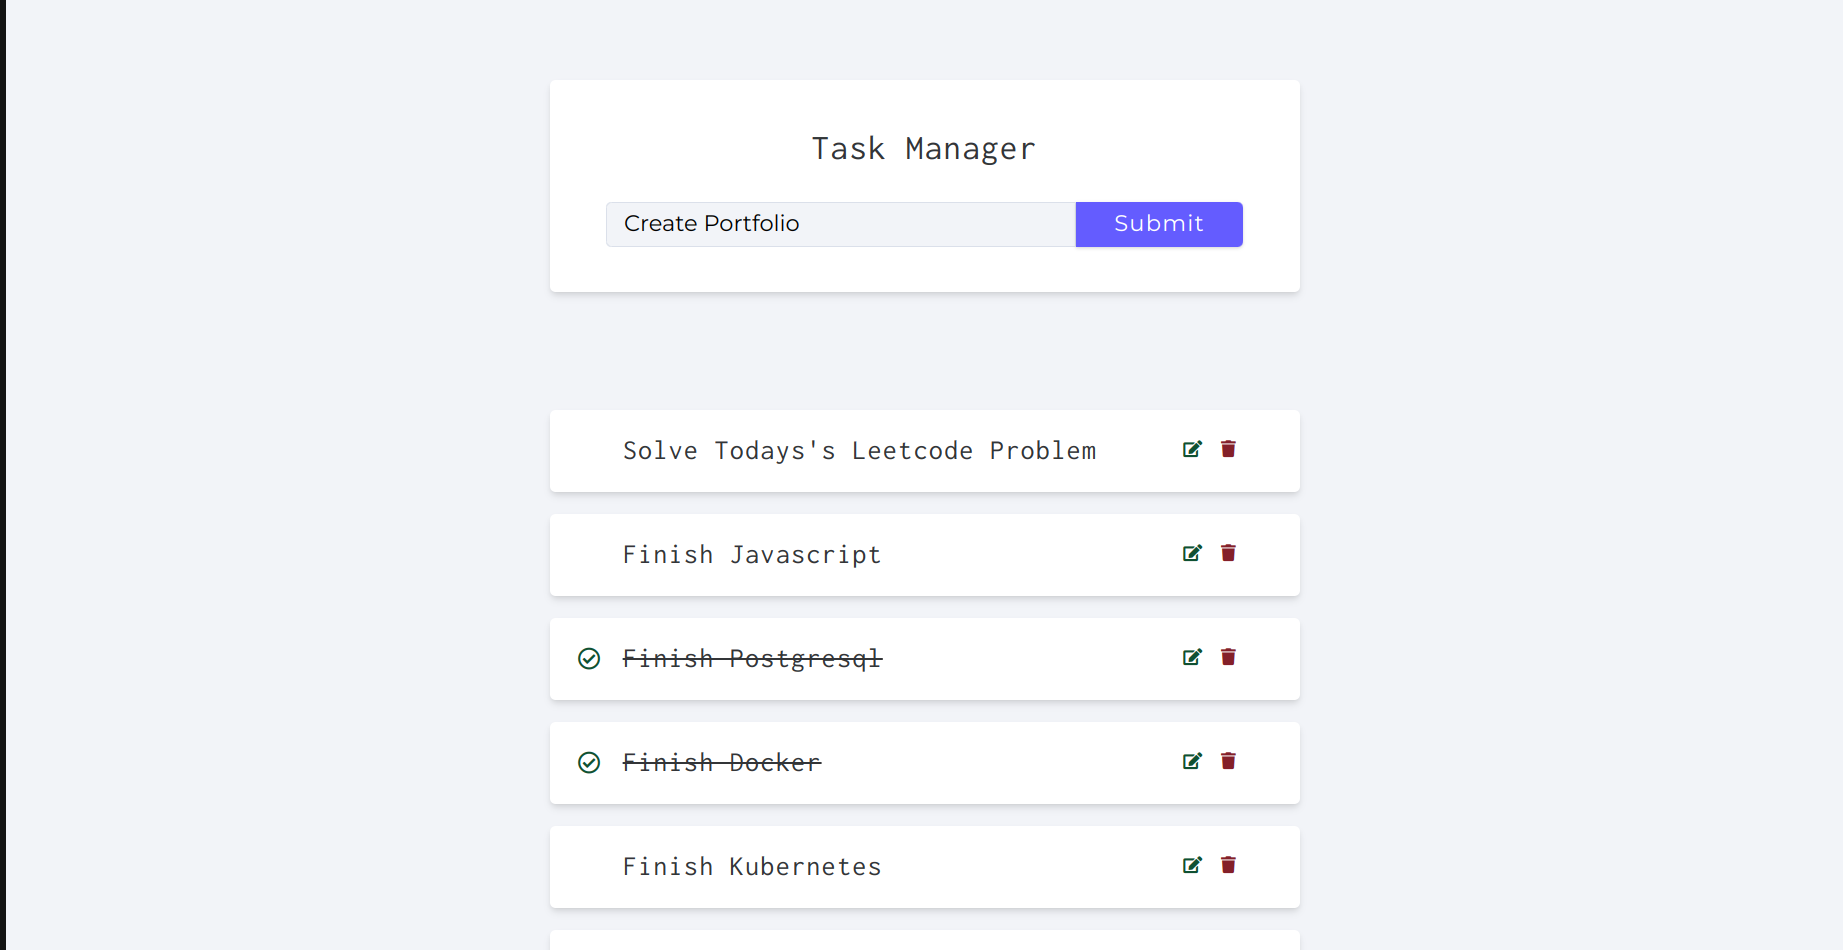 Task Manager
Create Portfolio
Submit
Solve Todays's Leetcode Problem
Finish Javascript
Finish Postgresql
Finish Docker
Finish Kubernetes